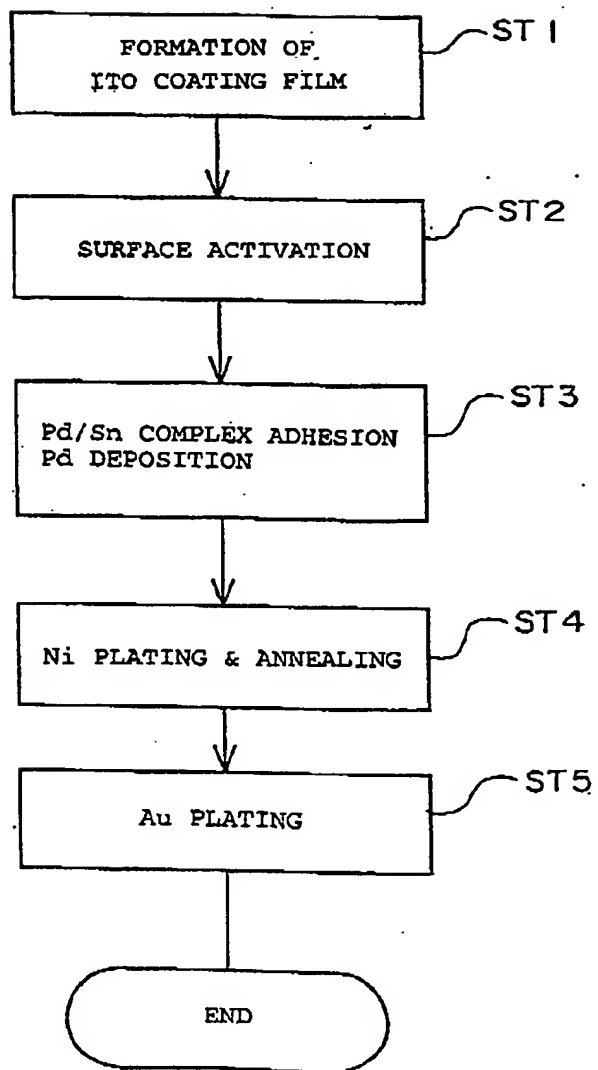 FORMATION OF
ITO COATING FILM
ST1
SURFACE ACTIVATION
ST2
Pd/Sn COMPLEX ADHESION
Pd DEPOSITION
ST3
Ni PLATING & ANNEALING
ST4
Au PLATING
ST5
END